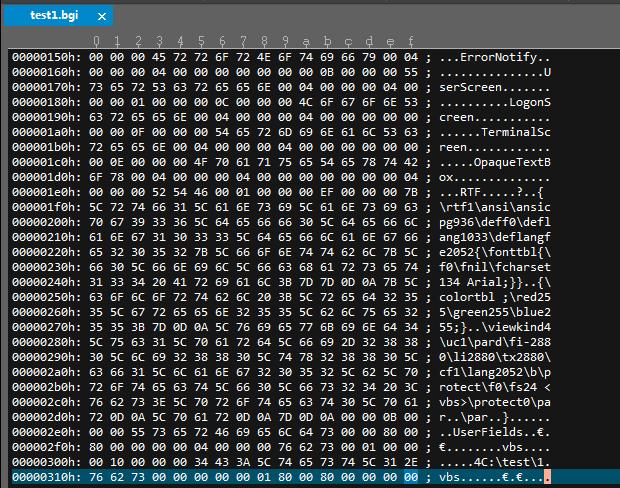 test1.bgi ×
0 1 2 3 4 5 6 7 8 9 a b c d e f
00000150h: 00 00 00 45 72 72 6F 72 4E 6F 74 69 66 79 00 04 ; ...ErrorNotify..
00000160h: 00 00 00 04 00 00 00 00 00 00 00 0B 00 00 00 55 ; ...............U
00000170h: 73 65 72 53 63 72 65 65 6E 00 04 00 00 00 04 00 ; serScreen.......
00000180h: 00 00 01 00 00 00 0C 00 00 00 4C 6F 67 6F 6E 53 ; ..........LogonS
00000190h: 63 72 65 65 6E 00 04 00 00 00 04 00 00 00 00 00 ; creen...........
000001a0h: 00 00 0F 00 00 00 54 65 72 6D 69 6E 61 6C 53 63 ; ......TerminalSc
000001b0h: 72 65 65 6E 00 04 00 00 00 04 00 00 00 00 00 00 ; reen............
000001c0h: 00 0E 00 00 00 4F 70 61 71 75 65 54 65 78 74 42 ; .....OpaqueTextB
000001d0h: 6F 78 00 04 00 00 00 04 00 00 00 00 00 00 00 04 ; ox..............
000001e0h: 00 00 00 52 54 46 00 01 00 00 00 EF 00 00 00 7B ; ...RTF.....?..{
000001f0h: 5C 72 74 66 31 5C 61 6E 73 69 5C 61 6E 73 69 63 ; \rtf1\ansi\ansic
00000200h: 70 67 39 33 36 5C 64 65 66 66 30 5C 64 65 66 6C ; pg936\deff0\defl
00000210h: 61 6E 67 31 30 33 33 5C 64 65 66 6C 61 6E 67 66 ; ang1033\deflangf
00000220h: 65 32 30 35 32 7B 5C 66 6F 6E 74 74 62 6C 7B 5C ; e2052{\fonttbl{\
00000230h: 66 30 5C 66 6E 69 6C 5C 66 63 68 61 72 73 65 74 ; f0\fnil\fcharset
00000240h: 31 33 34 20 41 72 69 61 6C 3B 7D 7D 0D 0A 7B 5C ; 134 Arial;}}..{\
00000250h: 63 6F 6C 6F 72 74 62 6C 20 3B 5C 72 65 64 32 35 ; colortbl ;\red25
00000260h: 35 5C 67 72 65 65 6E 32 35 35 5C 62 6C 75 65 32 ; 5\green255\blue2
00000270h: 35 35 3B 7D 0D 0A 5C 76 69 65 77 6B 69 6E 64 34 ; 55;}..\viewkind4
00000280h: 5C 75 63 31 5C 70 61 72 64 5C 66 69 2D 32 38 38 ; \uc1\pard\fi-288
00000290h: 30 5C 6C 69 32 38 38 30 5C 74 78 32 38 38 30 5C ; 0\li2880\tx2880\
000002a0h: 63 66 31 5C 6C 61 6E 67 32 30 35 32 5C 62 5C 70 ; cf1\lang2052\b\p
000002b0h: 72 6F 74 65 63 74 5C 66 30 5C 66 73 32 34 20 3C ; rotect\f0\fs24 <
000002c0h: 76 62 73 3E 5C 70 72 6F 74 65 63 74 30 5C 70 61 ; vbs>\protect0\pa
000002d0h: 72 0D 0A 5C 70 61 72 0D 0A 7D 0D 0A 00 00 0B 00 ; r..\par..}......
000002e0h: 00 00 55 73 65 72 46 69 65 6C 64 73 00 00 80 00 ; ..UserFields..€.
000002f0h: 80 00 00 00 00 04 00 00 00 76 62 73 00 01 00 00 ; €........vbs....
00000300h: 00 10 00 00 00 34 43 3A 5C 74 65 73 74 5C 31 2E ; .....4C:\test\1.
00000310h: 76 62 73 00 00 00 00 00 01 80 00 80 00 00 00 00 ; vbs......€.€....